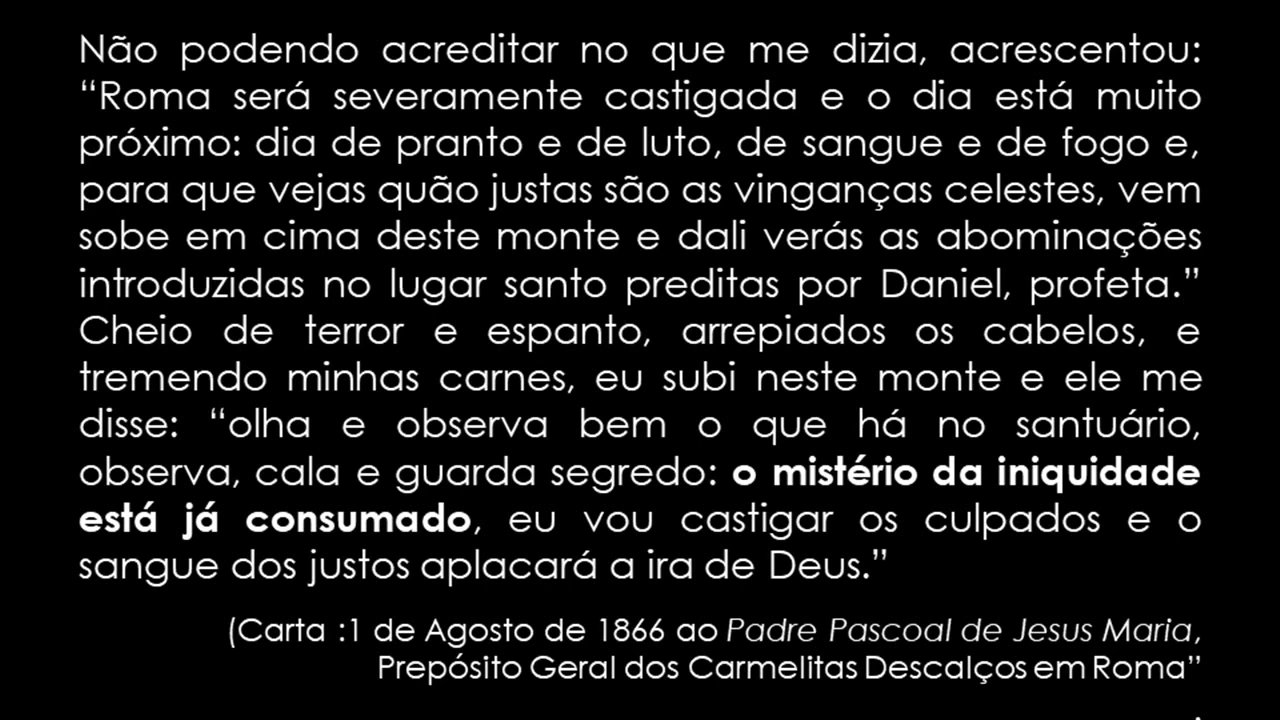 Não podendo acreditar no que me dizia, acrescentou:
“Roma será severamente castigada e o dia está muito
próximo: dia de pranto e de luto, de sangue e de fogo e,
para que vejas quão justas são as vinganças celestes, vem
sobe em cima deste monte e dali verás as abominações
introduzidas no lugar santo preditas por Daniel, profeta.”
Cheio de terror e espanto, arrepiados os cabelos, e
tremendo minhas carnes, eu subi neste monte e ele me
disse: “olha e observa bem o que há no santuário,
observa, cala e guarda segredo: o mistério da iniquidade
está já consumado, eu vou castigar os culpados e o
sangue dos justos aplacará a ira de Deus.”
(Carta :1 de Agosto de 1866 ao Padre Pascoal de Jesus Maria,
Prepósito Geral dos Carmelitas Descalços em Roma”